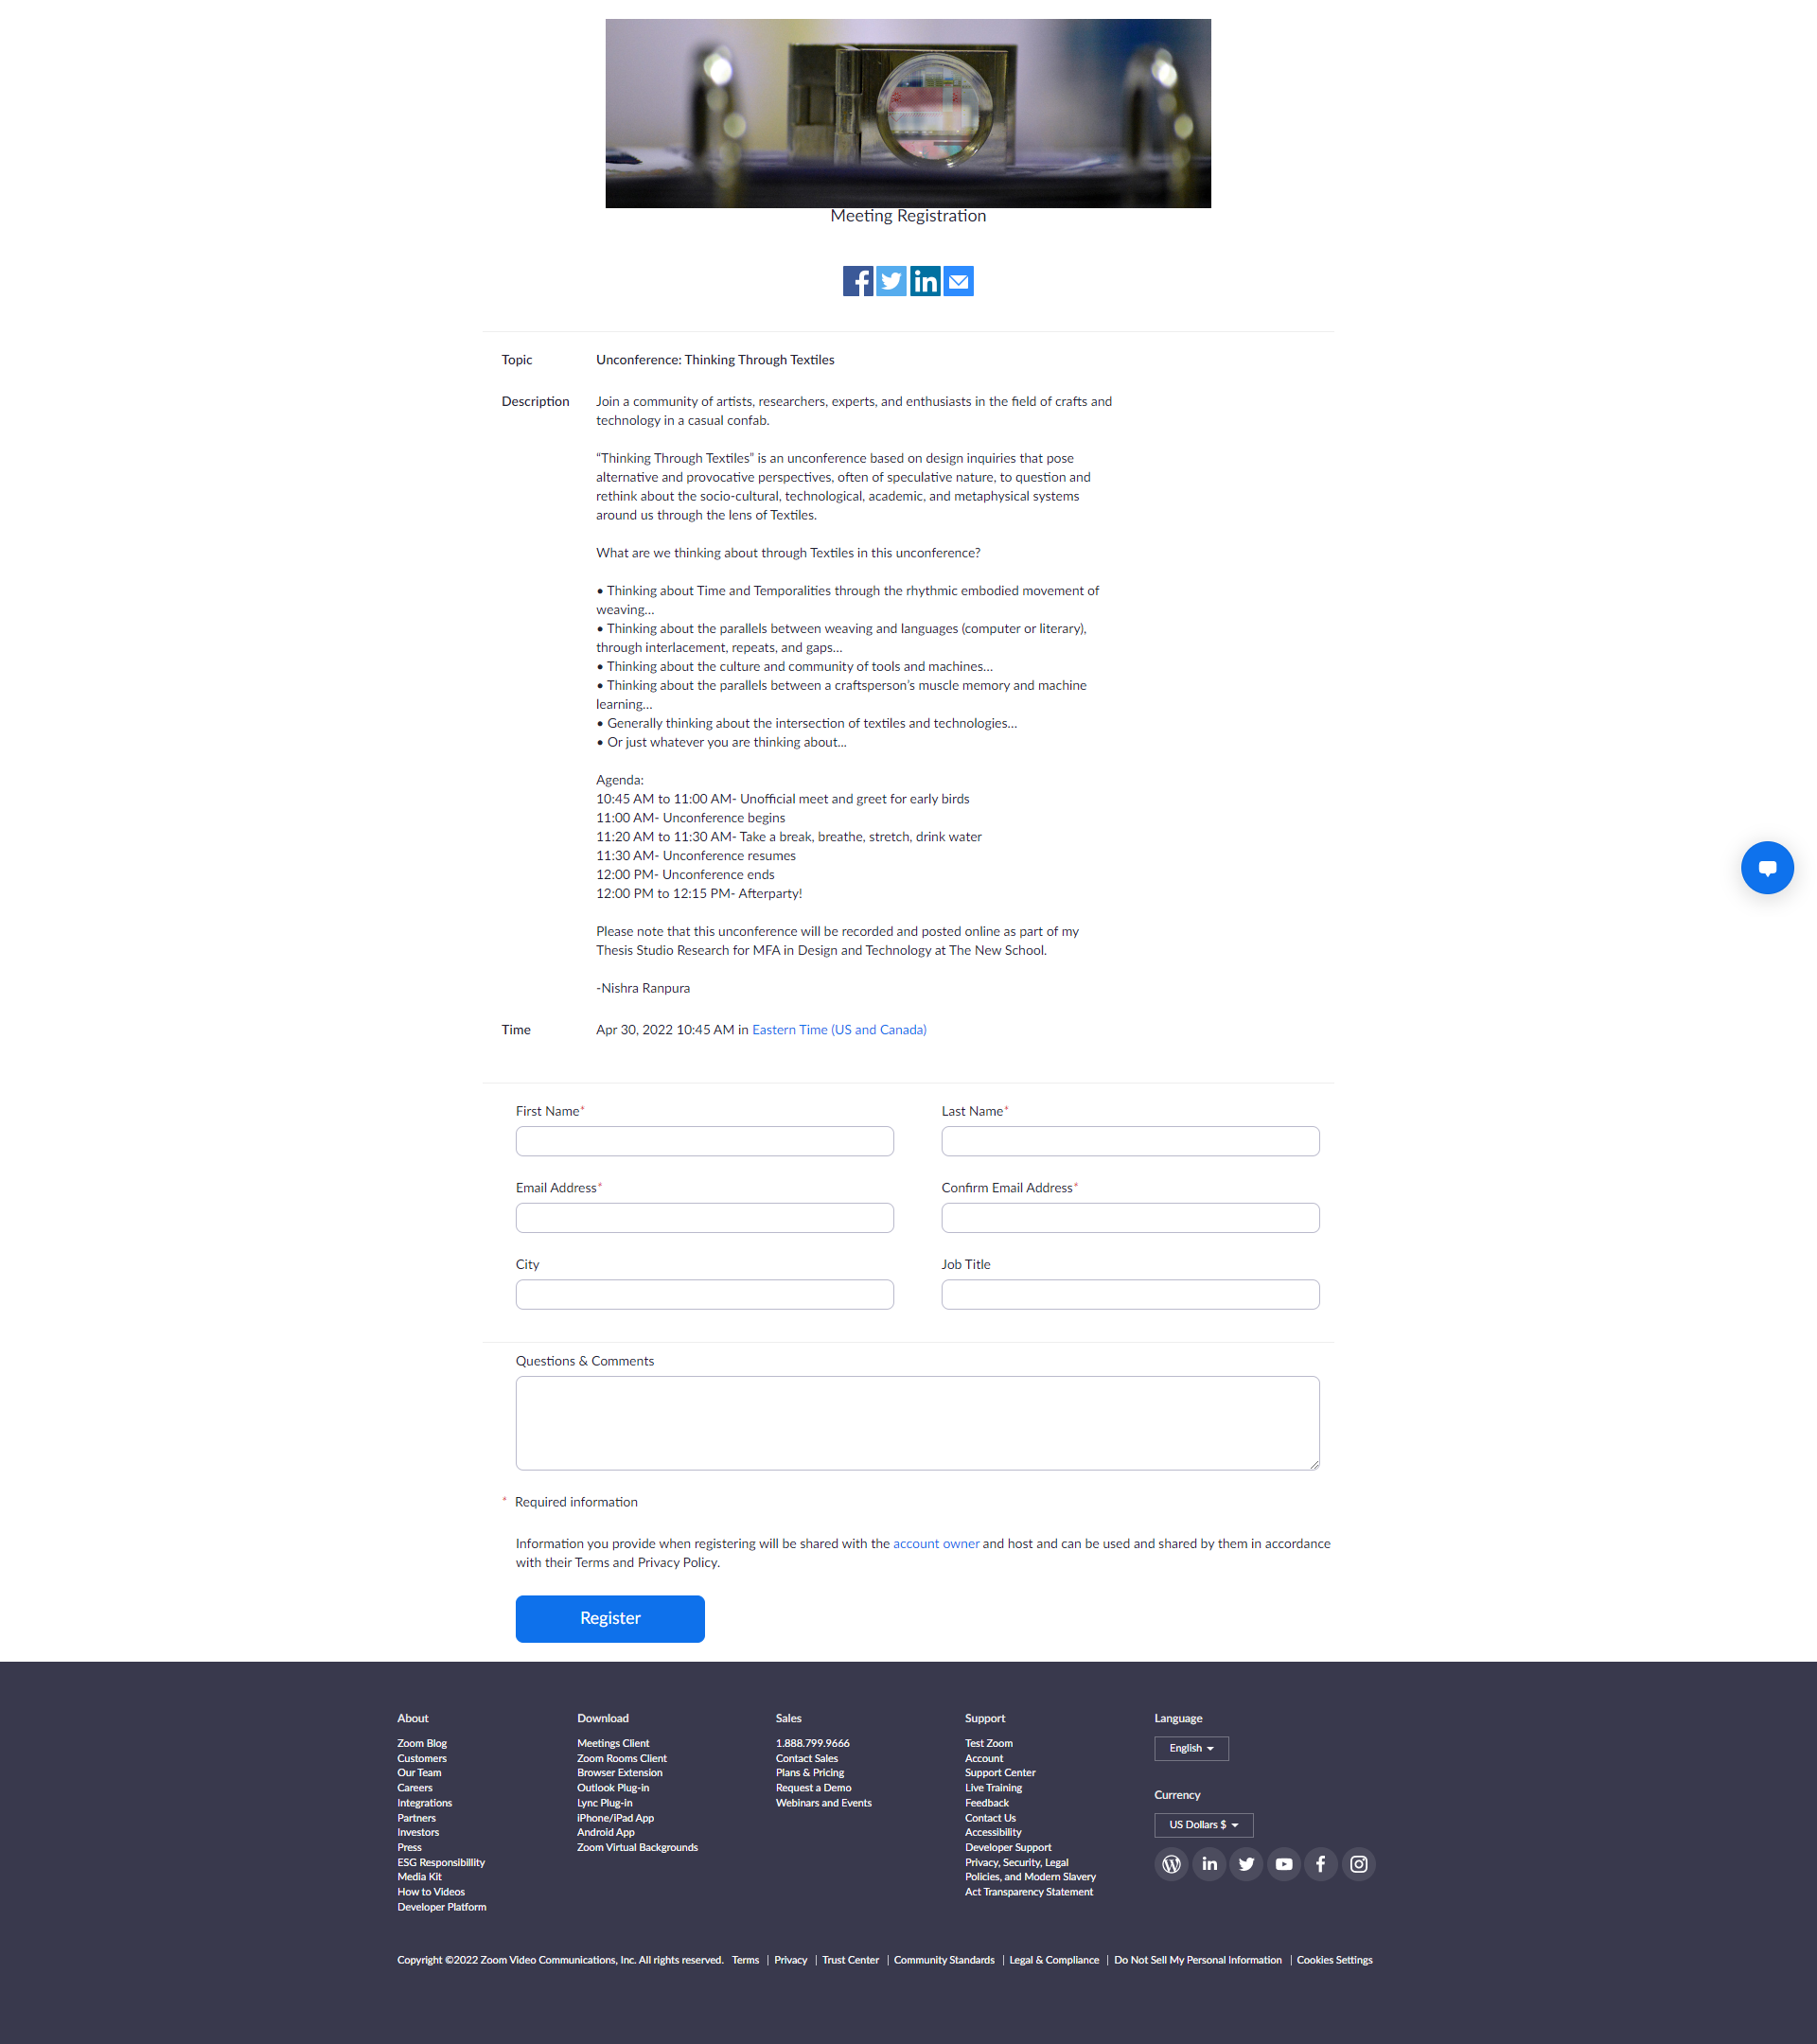 Meeting Registration
Topic
Unconference: Thinking Through Textiles
Description
Join a community of artists, researchers, experts, and enthusiasts in the field of crafts and
technology in a casual confab.
“Thinking Through Textiles” is an unconference based on design inquiries that pose
alternative and provocative perspectives, often of speculative nature, to question and
rethink about the socio-cultural, technological, academic, and metaphysical systems
around us through the lens of Textiles.
What are we thinking about through Textiles in this unconference?
• Thinking about Time and Temporalities through the rhythmic embodied movement of
weaving...
• Thinking about the parallels between weaving and languages (computer or literary),
through interlacement, repeats, and gaps...
• Thinking about the culture and community of tools and machines...
• Thinking about the parallels between a craftsperson’s muscle memory and machine
learning...
• Generally thinking about the intersection of textiles and technologies...
• Or just whatever you are thinking about...
Agenda:
10:45 AM to 11:00 AM- Unofficial meet and greet for early birds
11:00 AM- Unconference begins
11:20 AM to 11:30 AM- Take a break, breathe, stretch, drink water
11:30 AM- Unconference resumes
12:00 PM- Unconference ends
12:00 PM to 12:15 PM- Afterparty!
Please note that this unconference will be recorded and posted online as part of my
Thesis Studio Research for MFA in Design and Technology at The New School.
-Nishra Ranpura
Time
Apr 30, 2022 10:45 AM in Eastern Time (US and Canada)
First Name*
Last Name*
Email Address*
Confirm Email Address*
City
Job Title
Questions & Comments
* Required information
Information you provide when registering will be shared with the account owner and host and can be used and shared by them in accordance
with their Terms and Privacy Policy.
Register
About
Zoom Blog
Customers
Our Team
Careers
Integrations
Partners
Investors
Press
ESG Responsibillity
Media Kit
How to Videos
Developer Platform
Download
Meetings Client
Zoom Rooms Client
Browser Extension
Outlook Plug-in
Lync Plug-in
iPhone/iPad App
Android App
Zoom Virtual Backgrounds
Sales
1.888.799.9666
Contact Sales
Plans & Pricing
Request a Demo
Webinars and Events
Support
Test Zoom
Account
Support Center
Live Training
Feedback
Contact Us
Accessibility
Developer Support
Privacy, Security, Legal
Policies, and Modern Slavery
Act Transparency Statement
Language
English
Currency
US Dollars $
Copyright ©2022 Zoom Video Communications, Inc. All rights reserved. Terms | Privacy | Trust Center | Community Standards | Legal & Compliance | Do Not Sell My Personal Information | Cookies Settings